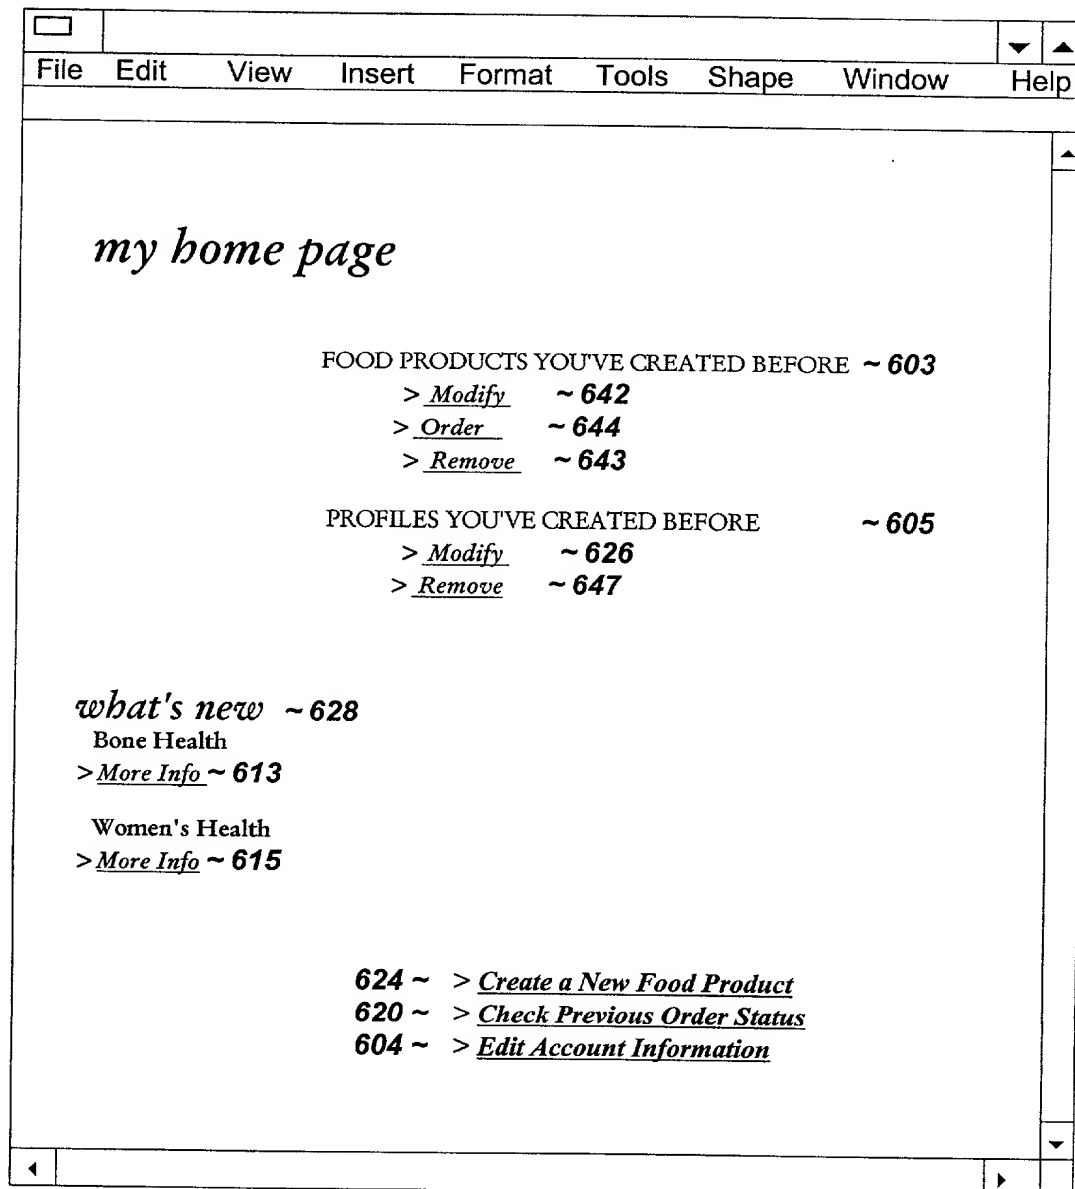 File Edit View Insert Format Tools Shape Window Help
my home page
FOOD PRODUCTS YOU'VE CREATED BEFORE ~ 603
> Modify ~ 642
> Order ~ 644
> Remove ~ 643
PROFILES YOU'VE CREATED BEFORE ~ 605
> Modify ~ 626
> Remove ~ 647
what's new ~ 628
Bone Health
> More Info ~ 613
Women's Health
> More Info ~ 615
624 ~ > Create a New Food Product
620 ~ > Check Previous Order Status
604 ~ > Edit Account Information